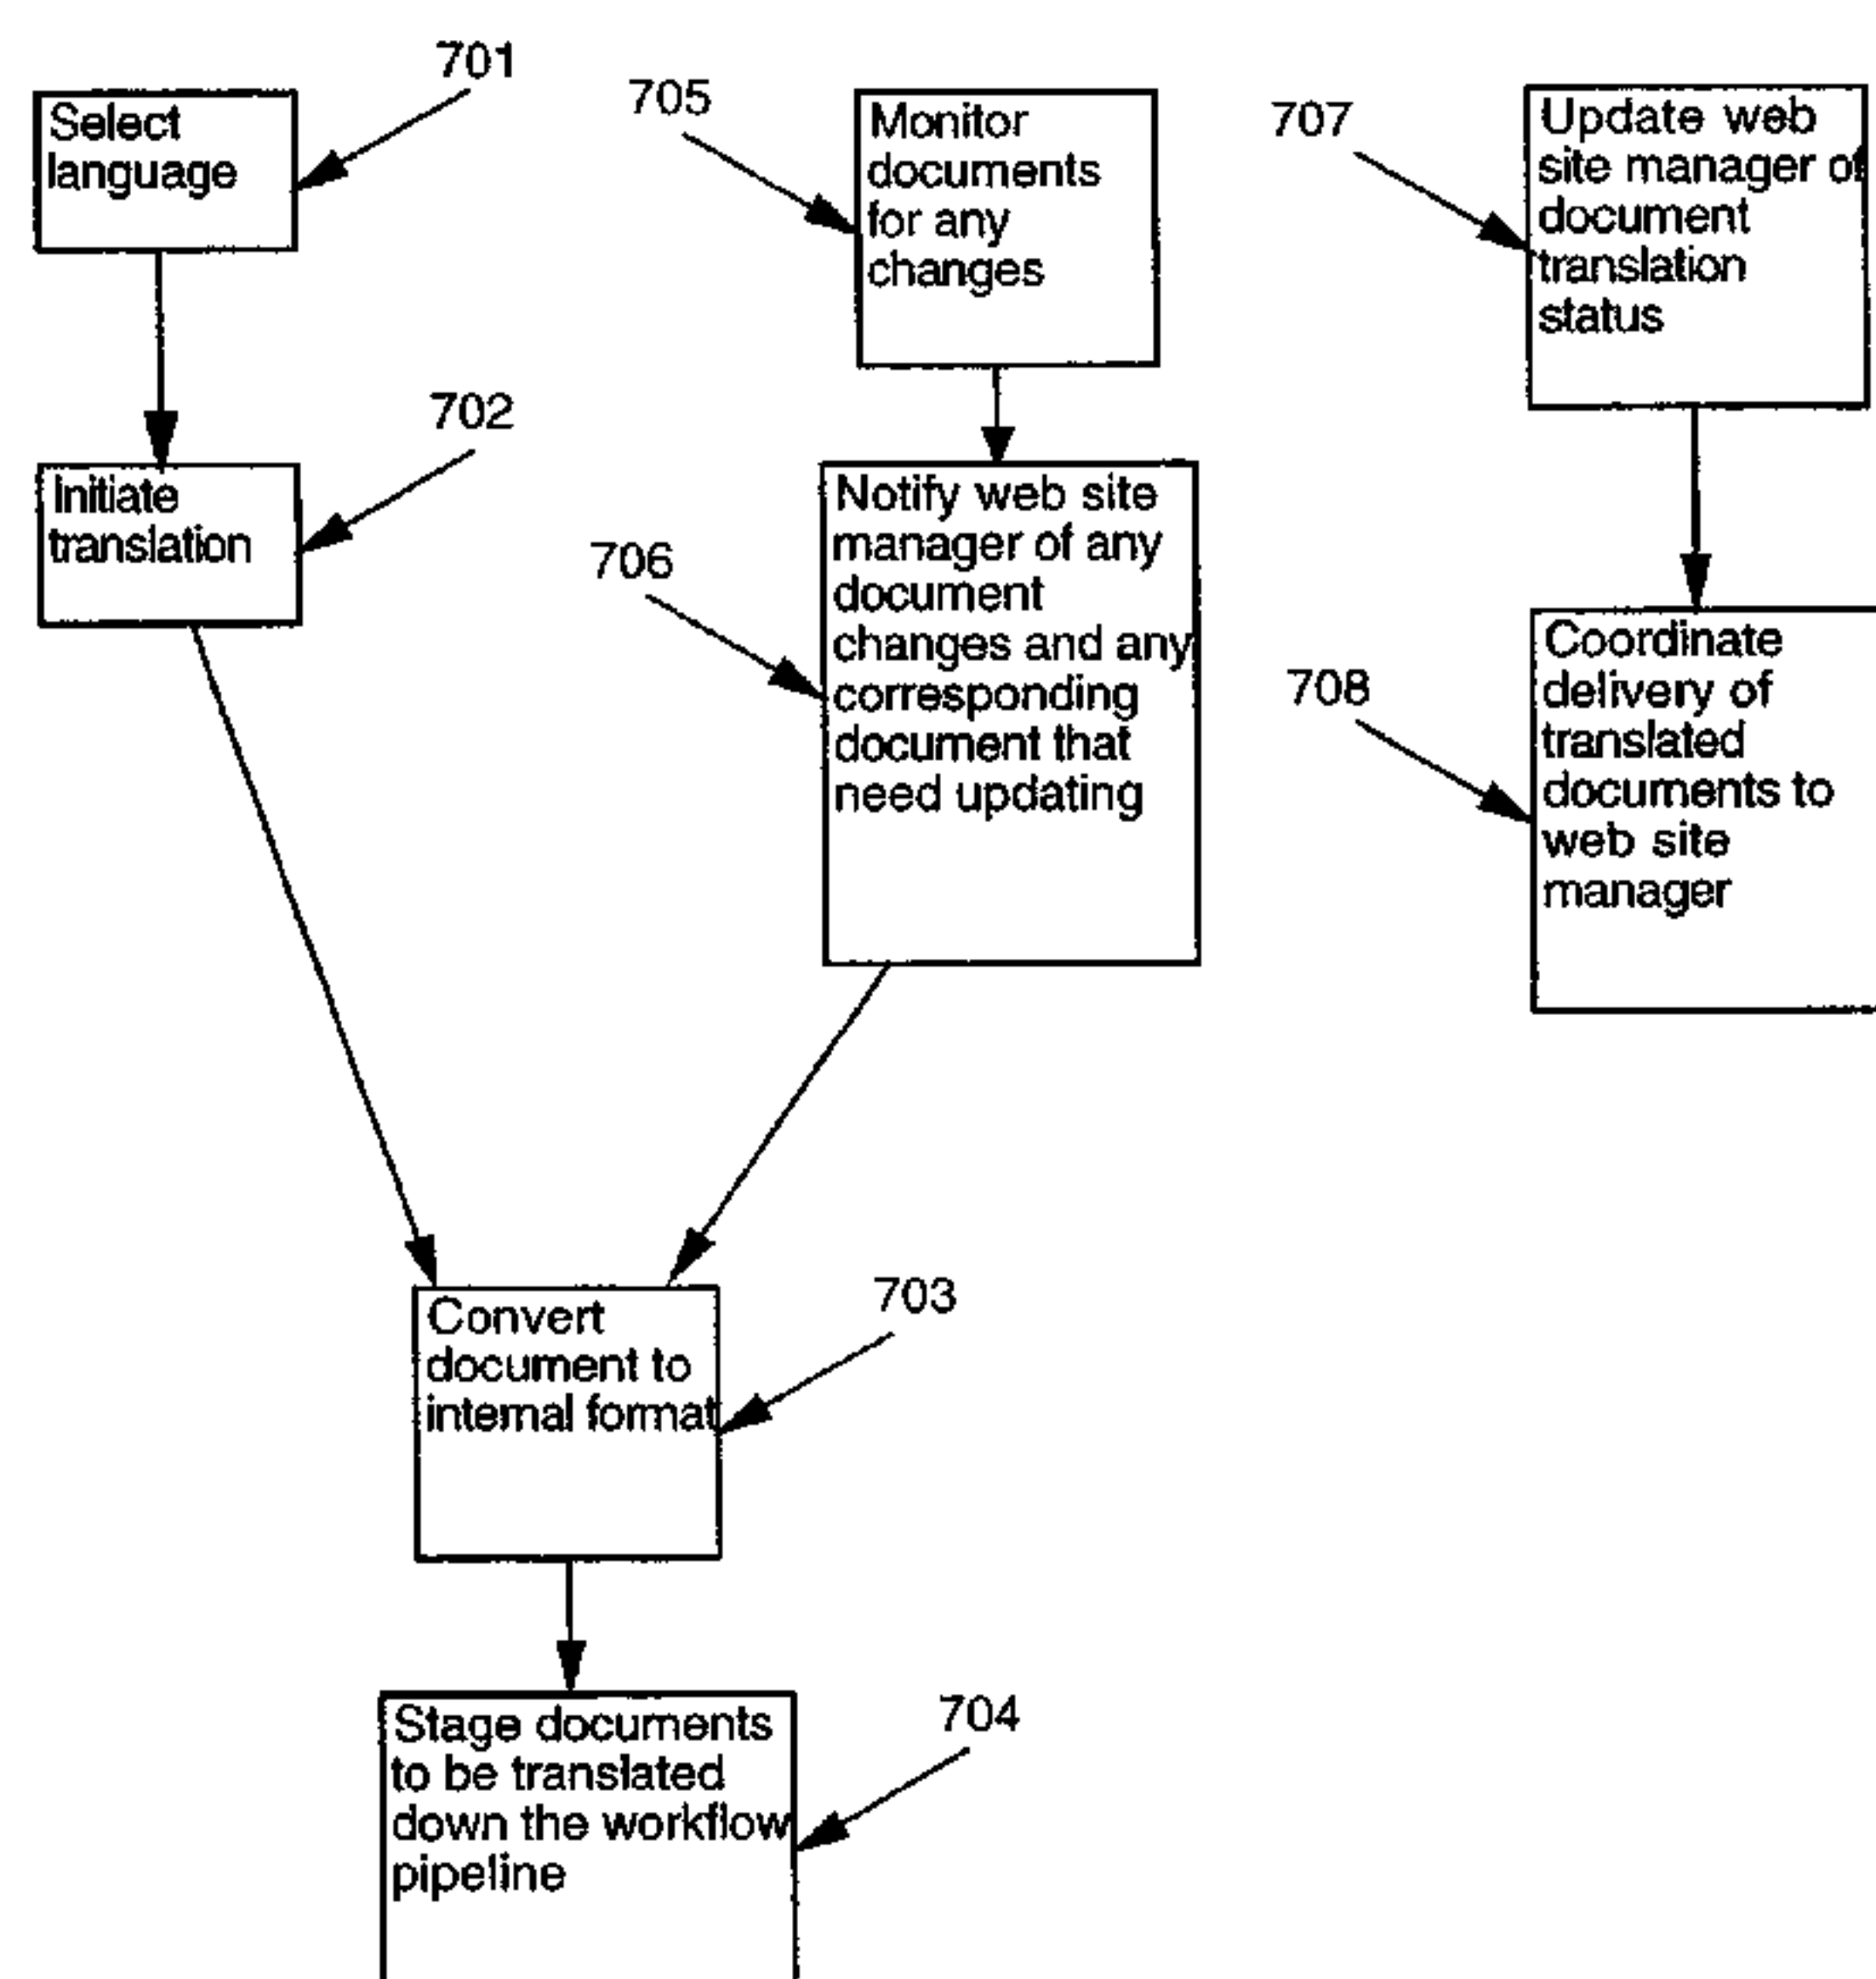 701
Select
language
702
Initiate
translation
705
Monitor
documents
for any
changes
706
Notify web site
manager of any
document
changes and any
corresponding
document that
need updating
707
Update web
site manager of
document
translation
status
708
Coordinate
delivery of
translated
documents to
web site
manager
703
Convert
document to
internal format
704
Stage documents
to be translated
down the workflow
pipeline